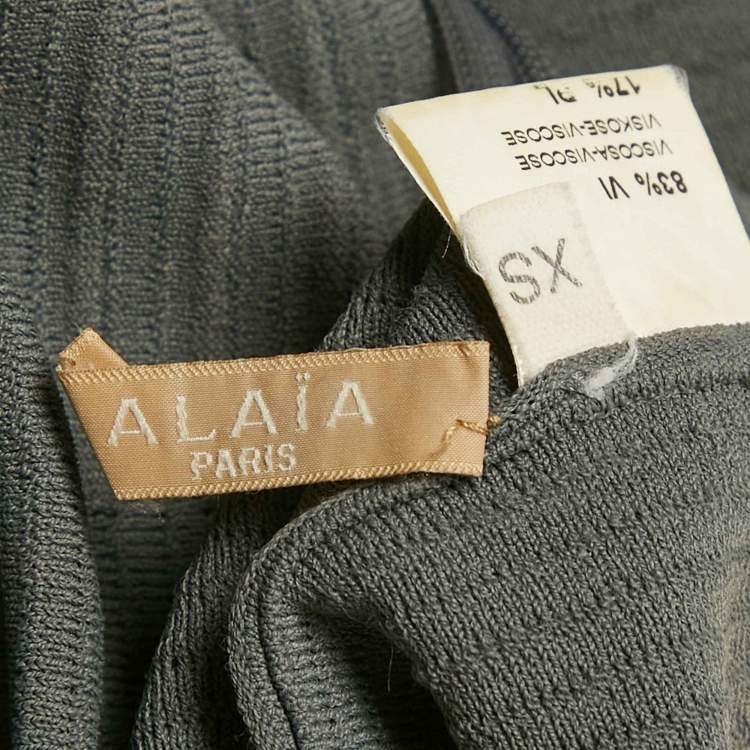 ALAÏA
PARIS
XS
83% VI
VISCOSA-VISCOSE
VISKOSE-VISCOSE
17% PL